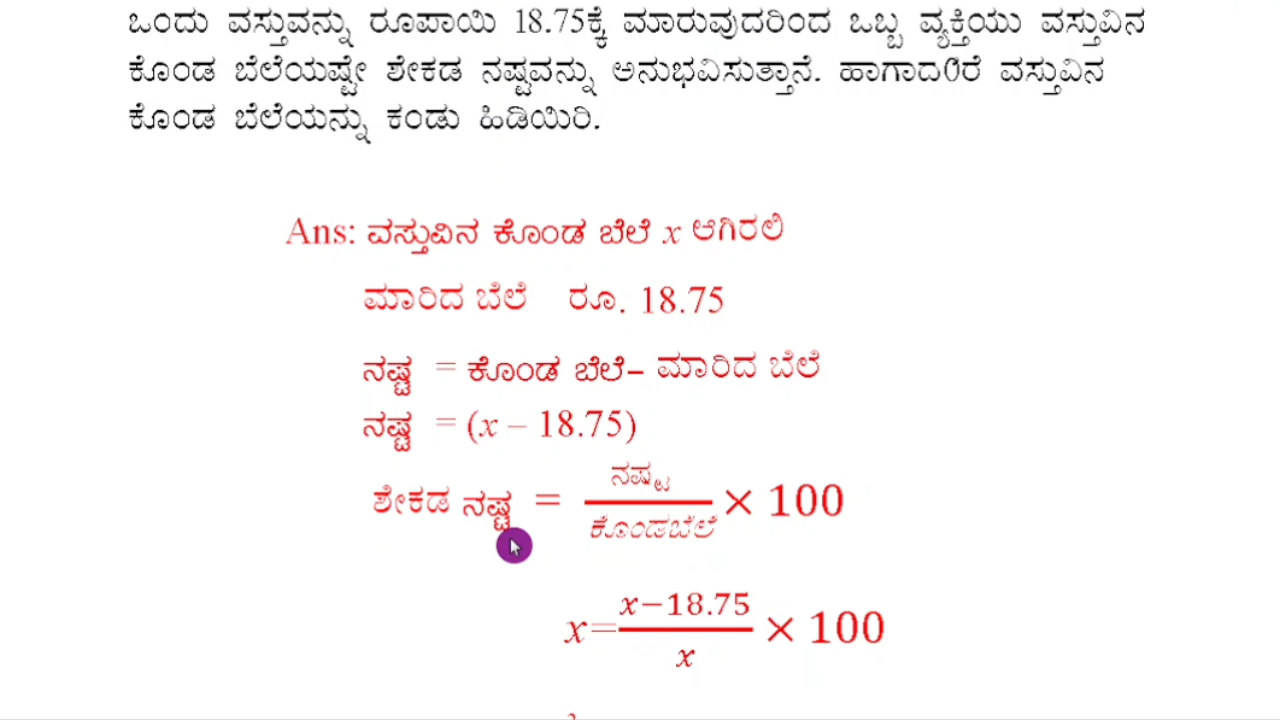 ಒಂದು ವಸ್ತುವನ್ನು ರೂಪಾಯಿ 18.75ಕ್ಕೆ ಮಾರುವುದರಿಂದ ಒಬ್ಬ ವ್ಯಕ್ತಿಯು ವಸ್ತುವಿನ
ಕೊಂಡ ಬೆಲೆಯಷ್ಟೇ ಶೇಕಡ ನಷ್ಟವನ್ನು ಅನುಭವಿಸುತ್ತಾನೆ. ಹಾಗಾದ0ರೆ ವಸ್ತುವಿನ
ಕೊಂಡ ಬೆಲೆಯನ್ನು ಕಂಡು ಹಿಡಿಯಿರಿ.
Ans: ವಸ್ತುವಿನ ಕೊಂಡ ಬೆಲೆ x ಆಗಿರಲಿ
ಮಾರಿದ ಬೆಲೆ ರೂ. 18.75
ನಷ್ಟ = ಕೊಂಡ ಬೆಲೆ– ಮಾರಿದ ಬೆಲೆ
ನಷ್ಟ = (x – 18.75)
ನಷ್ಟ
ಶೇಕಡ ನಷ್ಟ = × 100
ಕೊಂಡಬೆಲೆ
x−18.75
x= × 100
x